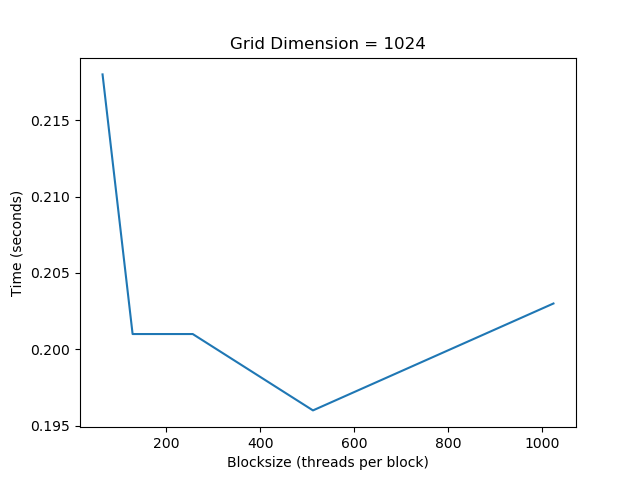 Grid Dimension = 1024
0.215
0.210
0.205
0.200
0.195
Time (seconds)
200 400 600 800 1000
Blocksize (threads per block)